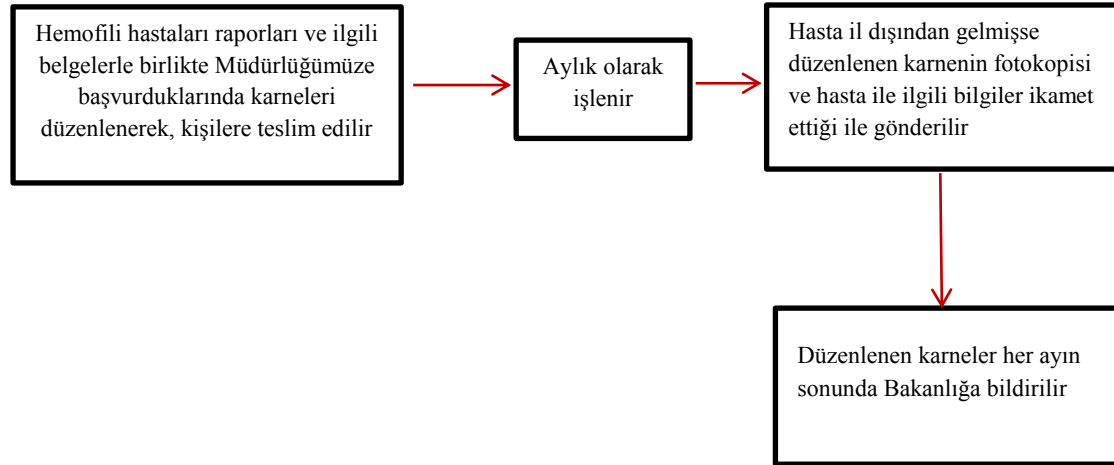 Hemofili hastaları raporları ve ilgili
belgelerle birlikte Müdürlüğümüze
başvurduklarında karneleri
düzenlenerek, kişilere teslim edilir
Aylık olarak
işlenir
Hasta il dışından gelmişse
düzenlenen karnenin fotokopisi
ve hasta ile ilgili bilgiler ikamet
ettiği ile gönderilir
Düzenlenen karneler her ayın
sonunda Bakanlığa bildirilir